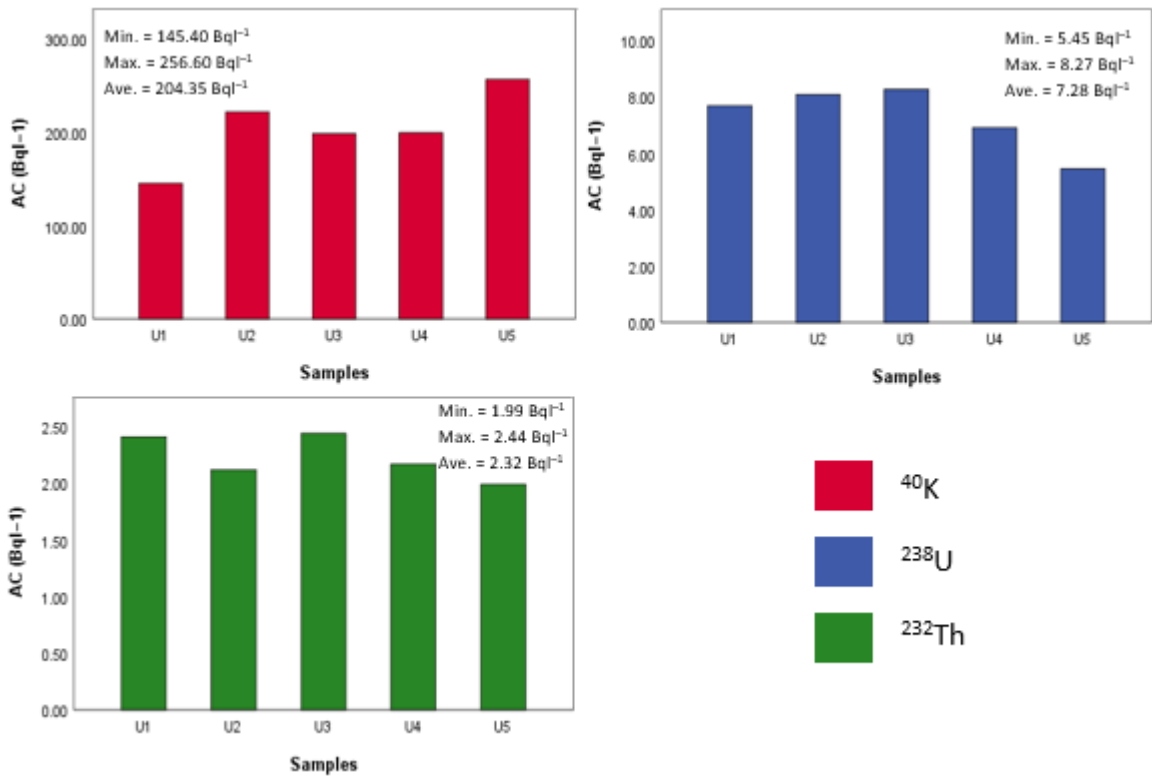 Min. = 145.40 Bql⁻¹
Max. = 256.60 Bql⁻¹
Ave. = 204.35 Bql⁻¹
300.00
200.00
100.00
0.00
AC (Bql–1)
U1 U2 U3 U4 U5
Samples
Min. = 5.45 Bql⁻¹
Max. = 8.27 Bql⁻¹
Ave. = 7.28 Bql⁻¹
10.00
8.00
6.00
4.00
2.00
0.00
AC (Bql–1)
U1 U2 U3 U4 U5
Samples
Min. = 1.99 Bql⁻¹
Max. = 2.44 Bql⁻¹
Ave. = 2.32 Bql⁻¹
2.50
2.00
1.50
1.00
0.50
0.00
AC (Bql–1)
U1 U2 U3 U4 U5
Samples
⁴⁰K
²³⁸U
²³²Th